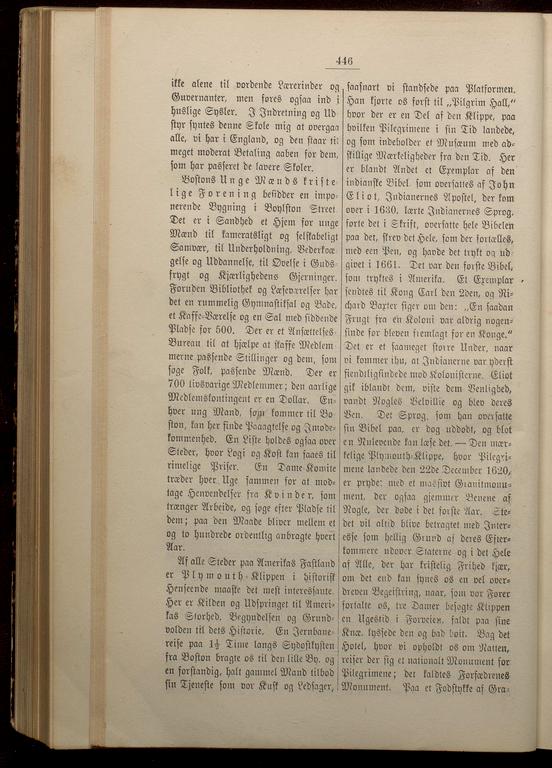 446
ikke alene til vordende Lærerinder og
Guvernanter, men føres ogsaa ind i
huslige Sysler. I Indretning og Ud-
styr syntes denne Skole mig at overgaa
alle, vi har i England, og den staar til
meget moderat Betaling aaben for dem,
som har passeret de lavere Skoler.
Bostons Unge Mænds kriste-
lige Forening besidder en impo-
nerende Bygning i Boylston Street
Det er i Sandhed et Hjem for unge
Mænd til kameratsligt og selskabeligt
Samvær, til Underholdning, Vederkvæ-
gelse og Uddannelse, til Øvelse i Guds-
frygt og Kjærlighedens Gjerninger.
Foruden Bibliothek og Læseværelser har
det en rummelig Gymnastiksal og Bade,
et Kaffe-Værelse og en Sal med siddende
Pladse for 500. Der er et Ansættelses-
Bureau til at hjælpe at skaffe Medlem-
merne passende Stillinger og dem, som
søge Folk, passende Mænd. Der er
700 livsvarige Medlemmer; den aarlige
Medlemskontingent er en Dollar. En-
hver ung Mand, som kommer til Bo-
ston, kan her finde Paaagtelse og Imøde-
kommenhed. En Liste holdes ogsaa over
Steder, hvor Logi og Kost kan faaes til
rimelige Priser. En Dame-Komite
træder hver Uge sammen for at mod-
tage Henvendelser fra Kvinder, som
trænger Arbeide, og søge efter Pladse til
dem; paa den Maade bliver mellem et
og to hundrede ordentlig anbragte hvert
Aar.
Af alle Steder paa Amerikas Fastland
er Plymouth-Klippen i historisk
Henseende maaske det mest interessante.
Her er Kilden og Udspringet til Ameri-
kas Storhed, Begyndelsen og Grund-
volden til dets Historie. En Jernbane-
reise paa 1½ Time langs Sydostkysten
fra Boston bragte os til den lille By, og
en forstandig, halt gammel Mand tilbød
sin Tjeneste som vor Kusk og Ledsager,
saasnart vi standsede paa Platformen.
Han kjørte os først til „Pilgrim Hall,"
hvor der er en Del af den Klippe, paa
hvilken Pilegrimene i sin Tid landede,
og som indeholder et Musæum med ad-
skillige Mærkeligheder fra den Tid. Her
er blandt Andet et Exemplar af den
indianske Bibel som oversattes af John
Eliot, Indianernes Apostel, der kom
over i 1630, lærte Indianernes Sprog,
førte det i Skrift, oversatte hele Bibelen
paa det, skrev det Hele, som der fortælles,
med een Pen, og havde det trykt og ud-
givet i 1661. Det var den første Bibel,
som tryktes i Amerika. Et Exemplar
sendtes til Kong Carl den 2den, og Ri-
chard Baxter siger om den: „En saadan
Frugt fra en Koloni var aldrig nogen-
sinde før bleven fremlagt for en Konge."
Det er et saameget større Under, naar
vi kommer ihu, at Indianerne var yderst
fiendtligsindede mod Kolonisterne. Eliot
gik iblandt dem, viste dem Venlighed,
vandt Nogles Velvillie og blev deres
Ven. Det Sprog, som han oversatte
sin Bibel paa, er dog uddødt, og blot
en Nulevende kan læse det. — Den mær-
kelige Plymouth-Klippe, hvor Pilegri-
mene landede den 22de December 1620,
er prydet med et massivt Granitmonu-
ment, der ogsaa gjemmer Benene af
Nogle, der døde i det første Aar. Ste-
det vil altid blive betragtet med Inter-
esse som hellig Grund af deres Efter-
kommere udover Staterne og i det Hele
af Alle, der har kristelig Frihed kjær,
om det end kan synes os en vel over-
dreven Begeistring, naar, som vor Fører
fortalte os, tre Damer besøgte Klippen
en Ugestid i Forveien, faldt paa sine
Knæ, kyssede den og bad høit. Bag det
Hotel, hvor vi opholdt os om Natten,
reiser der sig et nationalt Monument for
Pilegrimene; det kaldtes Forfædrenes
Monument. Paa et Fodstykke af Gra-